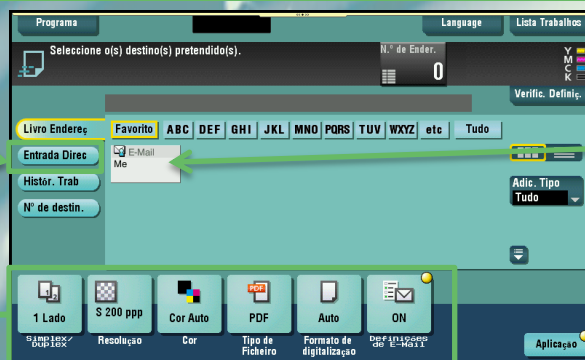 Programa
Language
Lista Trabalhos
Seleccione o(s) destino(s) pretendido(s).
N.° de Ender.
0
Y
M
C
K
Verific. Definiç.
Livro Endereç
Favorito ABC DEF GHI JKL MNO PQRS TUV WXYZ etc Tudo
Entrada Direc
E-Mail
Me
Histór. Trab
Adic. Tipo
Tudo
N° de destin.
1 Lado
S 200 ppp
Cor Auto
PDF
Auto
ON
Simplex/
Duplex
Resolução
Cor
Tipo de
Ficheiro
Formato de
digitalização
Definições
de E-Mail
Aplicação